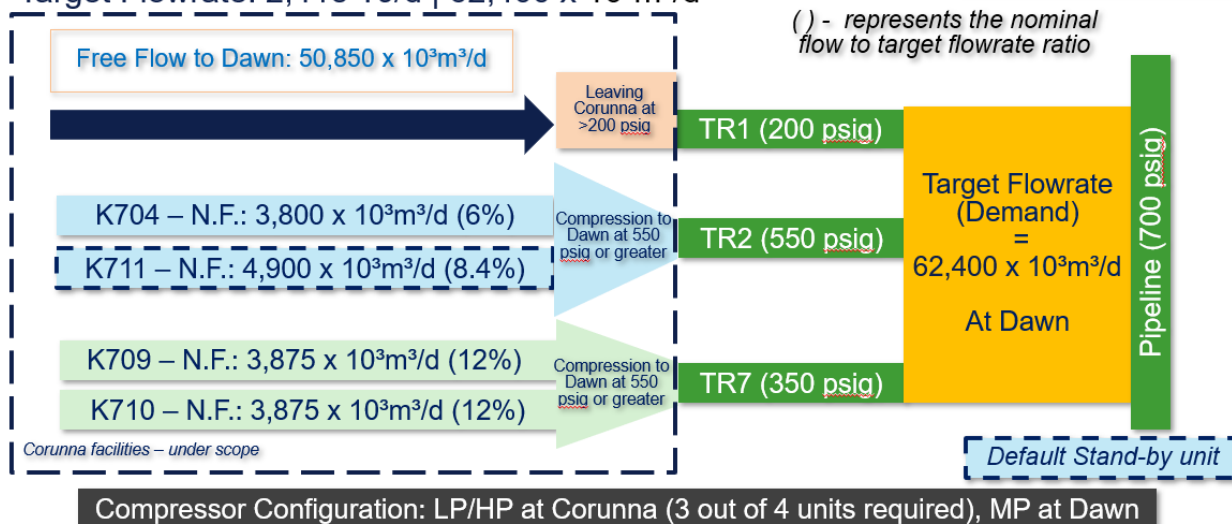 ( ) - represents the nominal
flow to target flowrate ratio
Free Flow to Dawn: 50,850 x 10³m³/d
Leaving
Corunna at
>200 psig
TR1 (200 psig)
K704 – N.F.: 3,800 x 10³m³/d (6%)
K711 – N.F.: 4,900 x 10³m³/d (8.4%)
Compression to
Dawn at 550
psig or greater
TR2 (550 psig)
K709 – N.F.: 3,875 x 10³m³/d (12%)
K710 – N.F.: 3,875 x 10³m³/d (12%)
Compression to
Dawn at 550
psig or greater
TR7 (350 psig)
Target Flowrate
(Demand)
=
62,400 x 10³m³/d
At Dawn
Pipeline (700 psig)
Corunna facilities – under scope
Default Stand-by unit
Compressor Configuration: LP/HP at Corunna (3 out of 4 units required), MP at Dawn